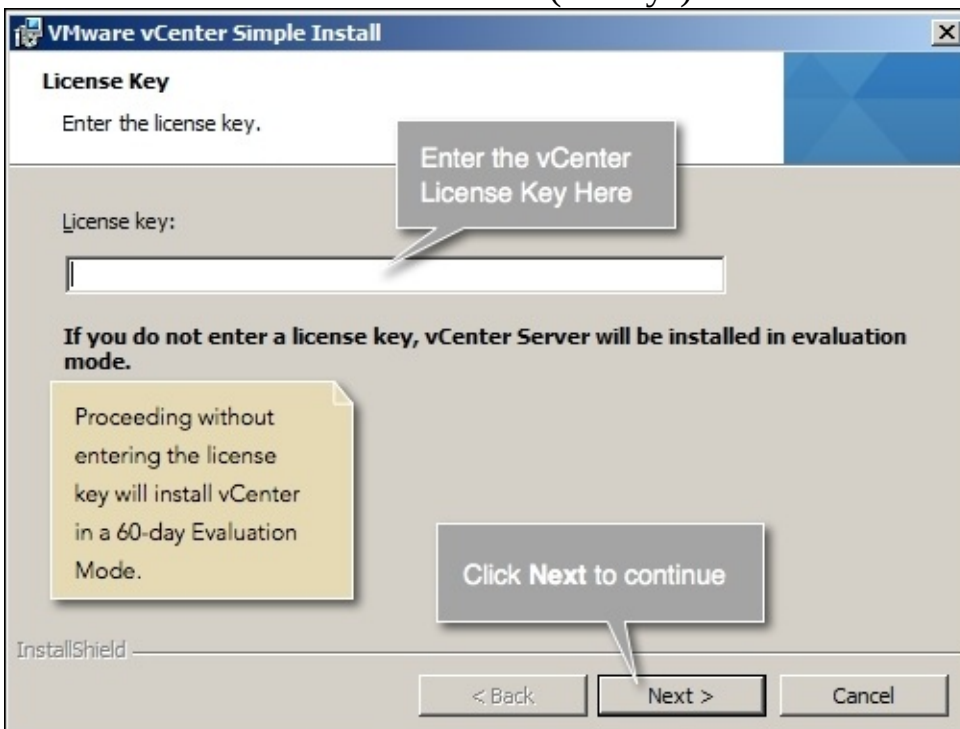 VMware vCenter Simple Install
License Key
Enter the license key.
Enter the vCenter
License Key Here
License key:
If you do not enter a license key, vCenter Server will be installed in evaluation
mode.
Proceeding without
entering the license
key will install vCenter
in a 60-day Evaluation
Mode.
Click Next to continue
InstallShield
< Back
Next >
Cancel